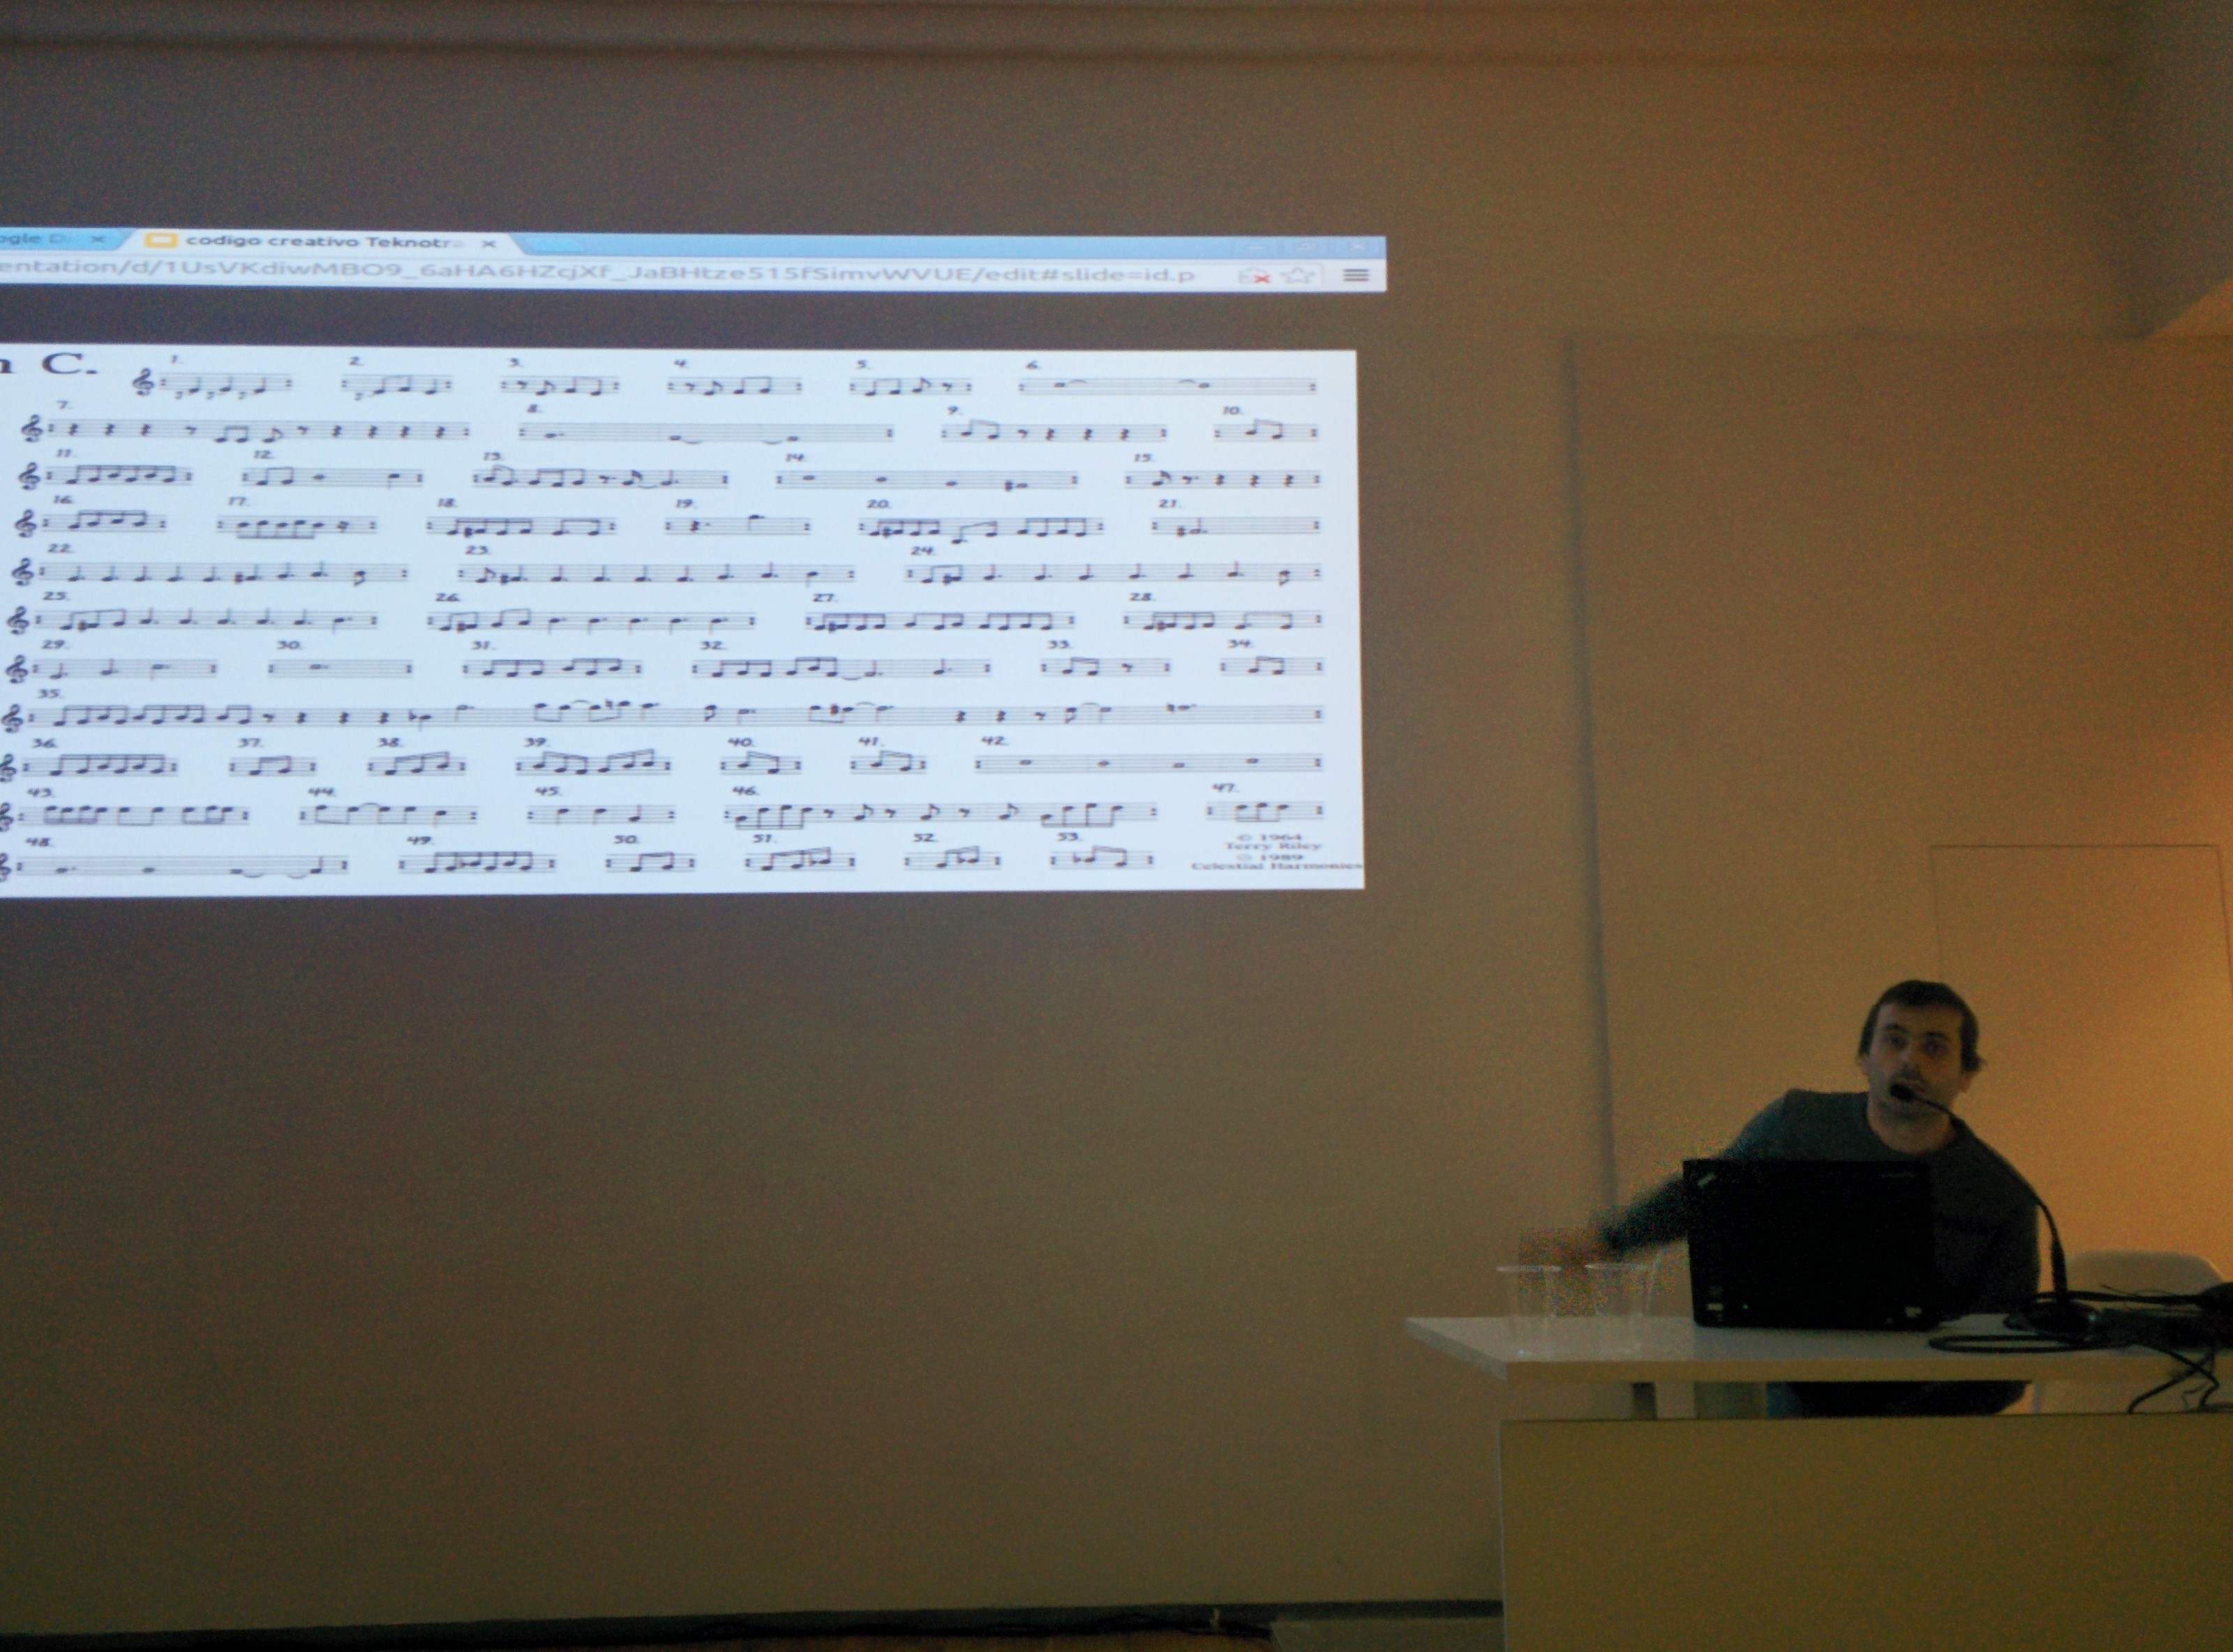 codigo creativo Teknotr
entation/d/1UsVKdiwMBO9_6aHA6HZcjXf_JaBHtze515fSimvWVUE/edit#slide=id.p
n C.
1. 2. 3. 4. 5. 6.
7. 8. 9. 10.
11. 12. 13. 14. 15.
16. 17. 18. 19. 20. 21.
22. 23. 24.
25. 26. 27. 28.
29. 30. 31. 32. 33. 34.
35.
36. 37. 38. 39. 40. 41. 42.
43. 44. 45. 46. 47.
48. 49. 50. 51. 52. 53.
© 1964
Terry Riley
© 1989
Celestial Harmonies